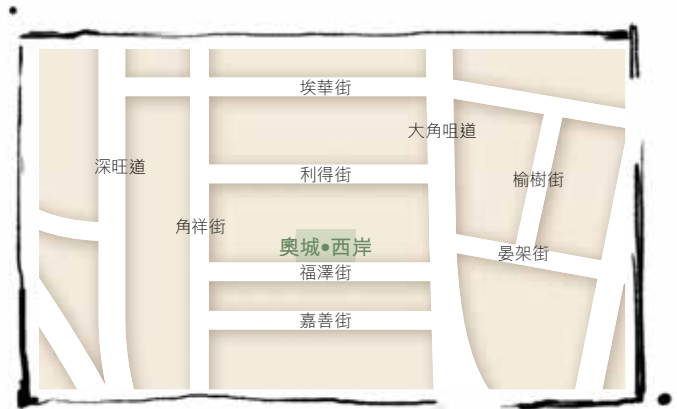 埃華街
大角咀道
深旺道
利得街
榆樹街
角祥街
奧城•西岸
晏架街
福澤街
嘉善街